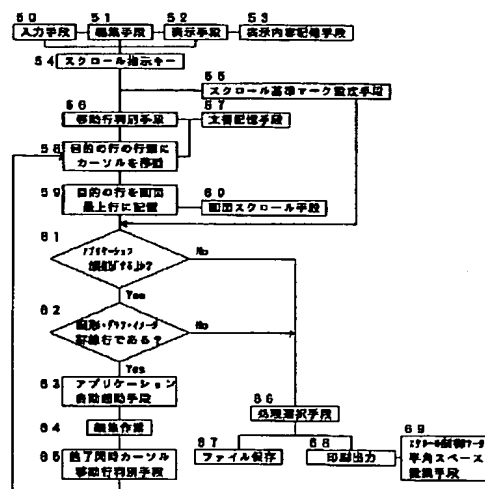 50
入力手段
51
編集手段
52
表示手段
53
表示内容記憶手段
54
スクロール指示キー
55
スクロール基準マーク設定手段
56
移動行判別手段
57
文書記憶手段
58
目的の行の行頭に
カーソルを移動
59
目的の行を画面
最上行に配置
60
画面スクロール手段
61
アプリケーション
No
Yes
62
図形・グラフ・イメージ
罫線行である?
No
Yes
63
アプリケーション
自動起動手段
64
編集作業
65
終了同時カーソル
移動行判別手段
66
処理選択手段
67
ファイル保存
68
印刷出力
69
半角スペース
置換手段